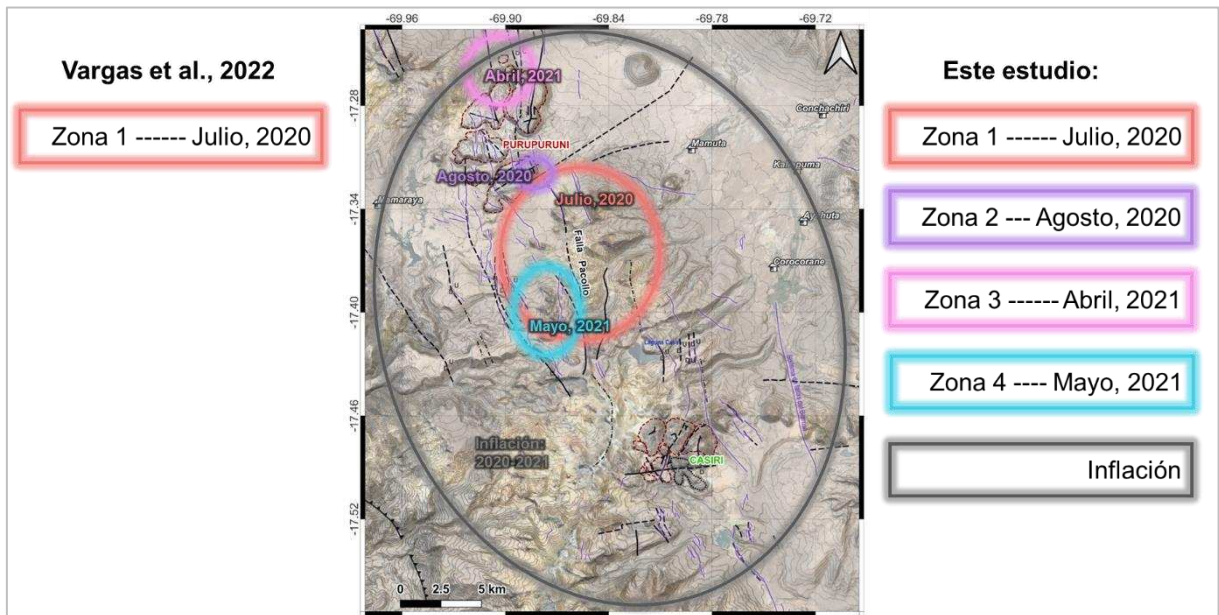 -69.96 -69.90 -69.84 -69.78 -69.72
Vargas et al., 2022
Zona 1 ------ Julio, 2020
-17.28
-17.34
-17.40
-17.46
-17.52
Abril, 2021
Conchachiri
PURUPURUNI
Mamuta
Agosto, 2020
Julio, 2020
Falla Pacollo
Corocorane
Mayo, 2021
Inflación:
2020-2021
CASIRI
0 2.5 5 km
Este estudio:
Zona 1 ------ Julio, 2020
Zona 2 --- Agosto, 2020
Zona 3 ------ Abril, 2021
Zona 4 ---- Mayo, 2021
Inflación